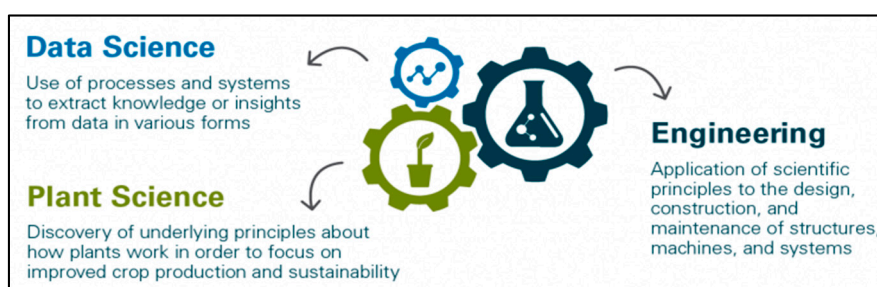 Data Science
Use of processes and systems
to extract knowledge or insights
from data in various forms
Plant Science
Discovery of underlying principles about
how plants work in order to focus on
improved crop production and sustainability
Engineering
Application of scientific
principles to the design,
construction, and
maintenance of structures,
machines, and systems